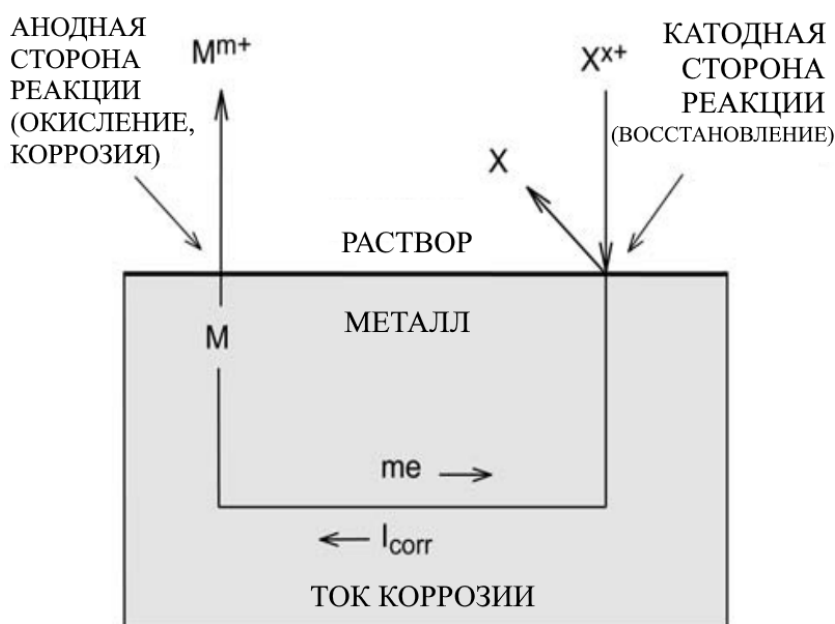 АНОДНАЯ
СТОРОНА
РЕАКЦИИ
(ОКИСЛЕНИЕ,
КОРРОЗИЯ)
Mm+
Xx+
КАТОДНАЯ
СТОРОНА
РЕАКЦИИ
(ВОССТАНОВЛЕНИЕ)
X
РАСТВОР
МЕТАЛЛ
M
me
Icorr
ТОК КОРРОЗИИ